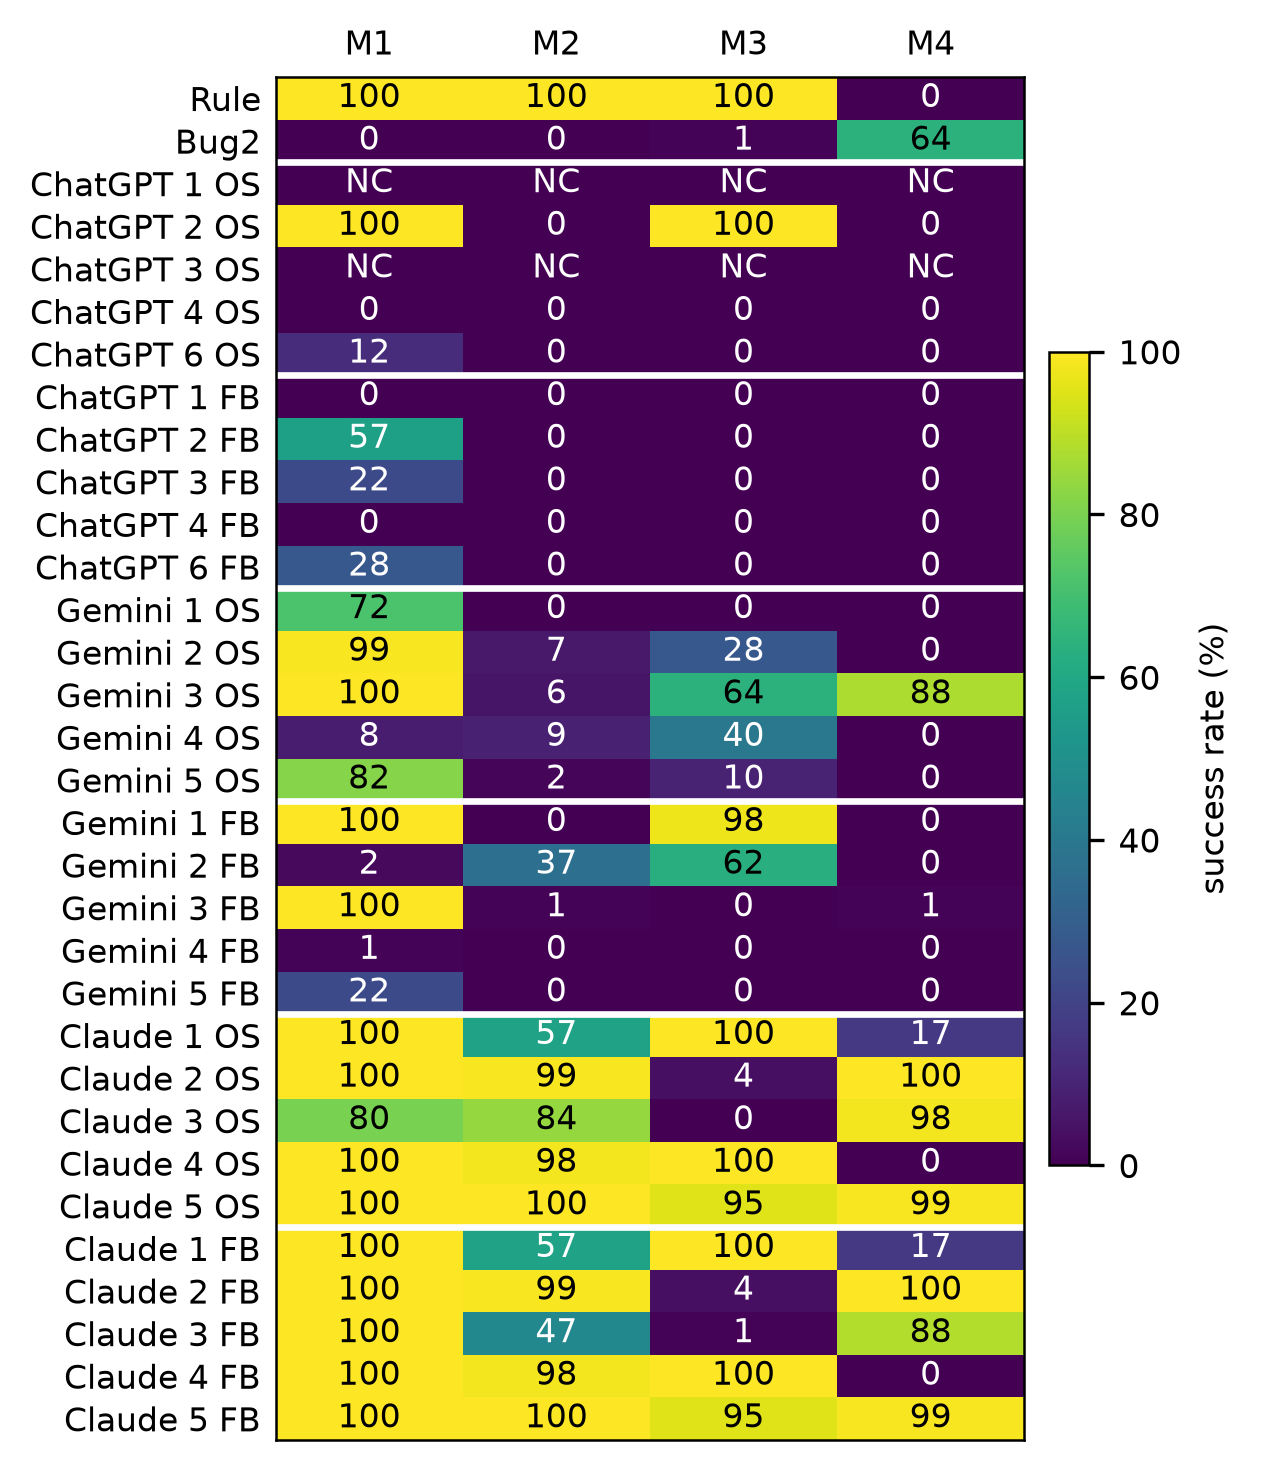 M1 M2 M3 M4
Rule 100 100 100 0
Bug2 0 0 1 64
ChatGPT 1 OS NC NC NC NC
ChatGPT 2 OS 100 0 100 0
ChatGPT 3 OS NC NC NC NC
ChatGPT 4 OS 0 0 0 0
ChatGPT 6 OS 12 0 0 0
ChatGPT 1 FB 0 0 0 0
ChatGPT 2 FB 57 0 0 0
ChatGPT 3 FB 22 0 0 0
ChatGPT 4 FB 0 0 0 0
ChatGPT 6 FB 28 0 0 0
Gemini 1 OS 72 0 0 0
Gemini 2 OS 99 7 28 0
Gemini 3 OS 100 6 64 88
Gemini 4 OS 8 9 40 0
Gemini 5 OS 82 2 10 0
Gemini 1 FB 100 0 98 0
Gemini 2 FB 2 37 62 0
Gemini 3 FB 100 1 0 1
Gemini 4 FB 1 0 0 0
Gemini 5 FB 22 0 0 0
Claude 1 OS 100 57 100 17
Claude 2 OS 100 99 4 100
Claude 3 OS 80 84 0 98
Claude 4 OS 100 98 100 0
Claude 5 OS 100 100 95 99
Claude 1 FB 100 57 100 17
Claude 2 FB 100 99 4 100
Claude 3 FB 100 47 1 88
Claude 4 FB 100 98 100 0
Claude 5 FB 100 100 95 99
100
80
60
40
20
0
success rate (%)